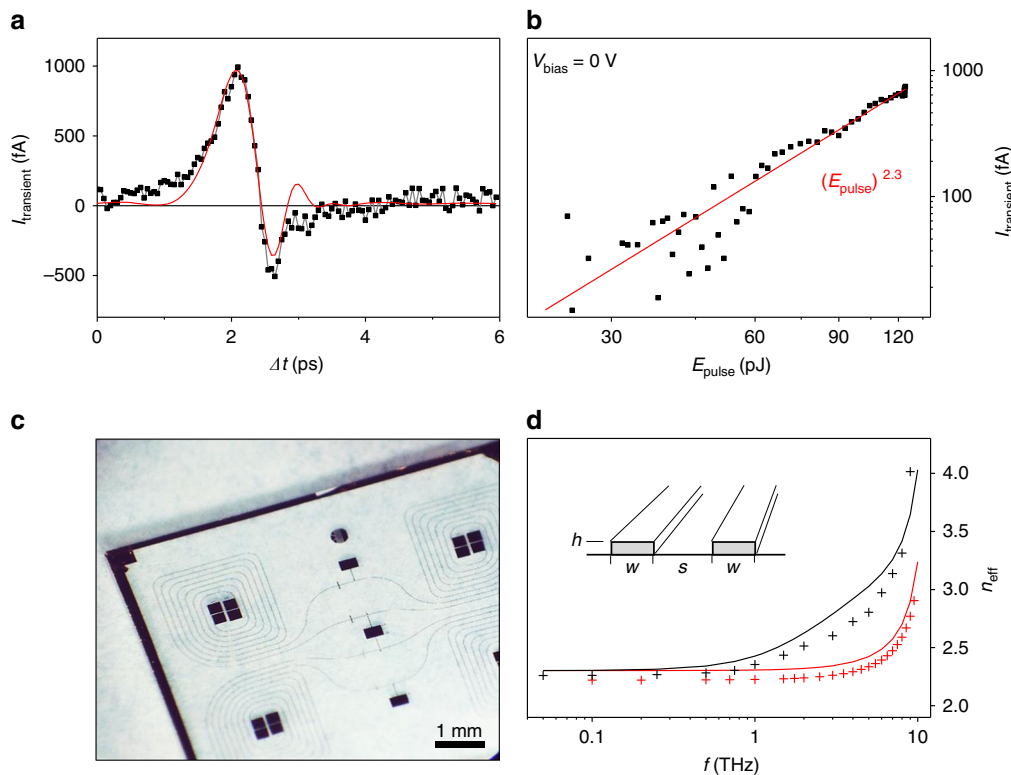 a
1000
500
0
−500
I_transient (fA)
0
2
4
6
Δt (ps)
b
V_bias = 0 V
1000
100
I_transient (fA)
(E_pulse)^2.3
30
60
90
120
E_pulse (pJ)
c
1 mm
d
4.0
3.5
3.0
2.5
2.0
n_eff
h
w
s
w
0.1
1
10
f (THz)